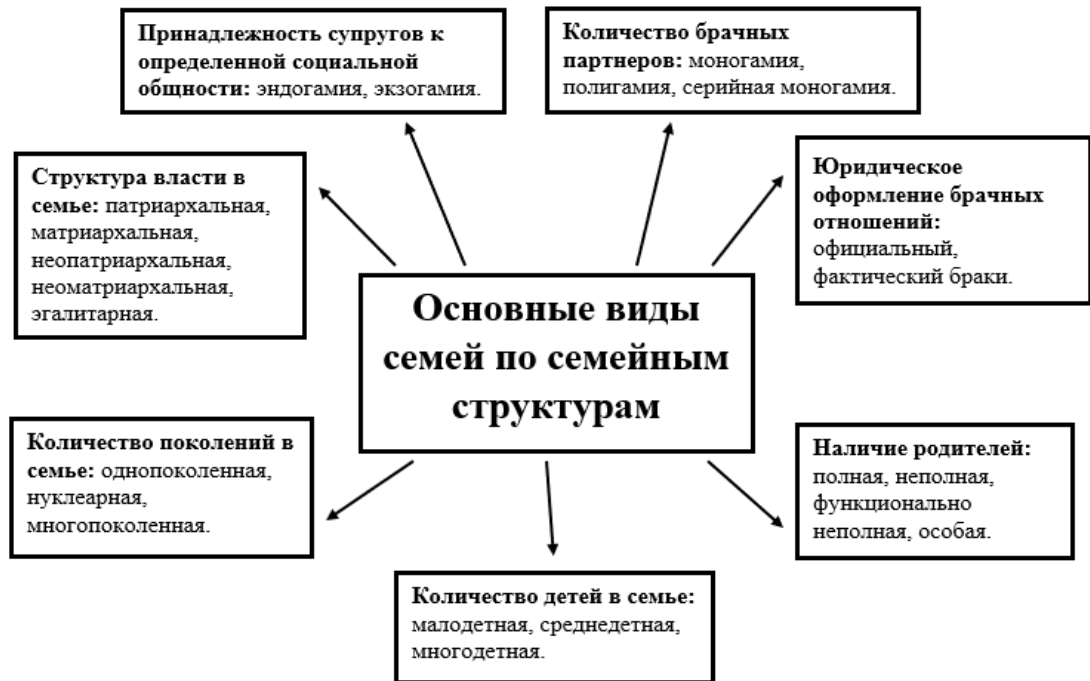 Принадлежность супругов к
определенной социальной
общности: эндогамия, экзогамия.
Количество брачных
партнеров: моногамия,
полигамия, серийная моногамия.
Структура власти в
семье: патриархальная,
матриархальная,
неопатриархальная,
неоматриархальная,
эгалитарная.
Юридическое
оформление брачных
отношений:
официальный,
фактический браки.
Основные виды
семей по семейным
структурам
Количество поколений в
семье: однопоколенная,
нуклеарная,
многопоколенная.
Наличие родителей:
полная, неполная,
функционально
неполная, особая.
Количество детей в семье:
малодетная, среднедетная,
многодетная.